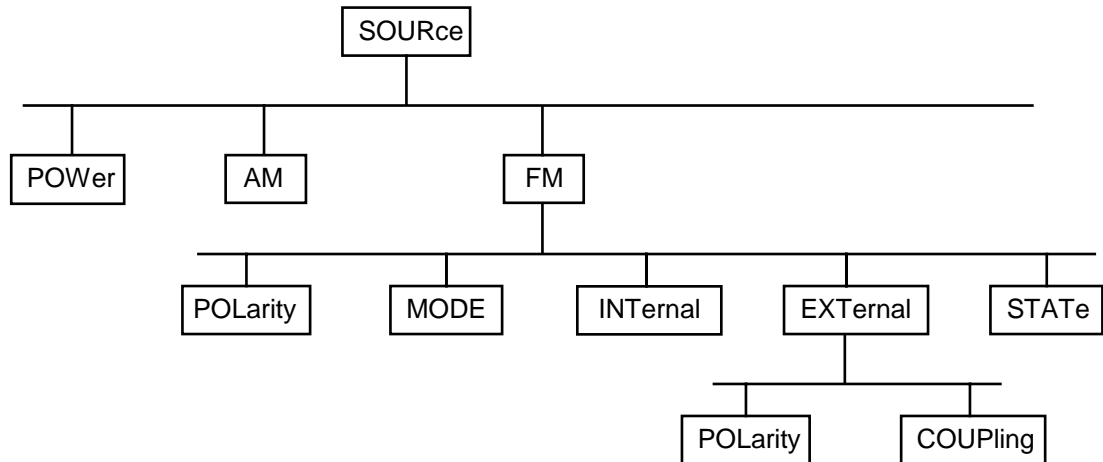 SOURce
POWer AM FM
POLarity MODE INTernal EXTernal STATe
POLarity COUPling